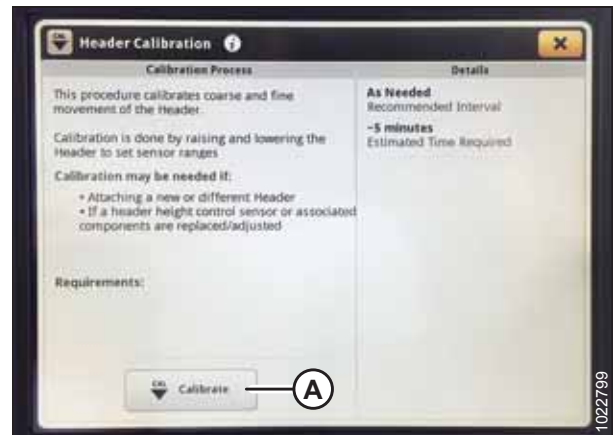 CAL Header Calibration i ×
Calibration Process
Details
This procedure calibrates coarse and fine
movement of the Header
Calibration is done by raising and lowering the
Header to set sensor ranges
Calibration may be needed if:
• Attaching a new or different Header
• If a header height control sensor or associated
components are replaced/adjusted
Requirements:
As Needed
Recommended Interval
~5 minutes
Estimated Time Required
CAL Calibrate
A
1022799